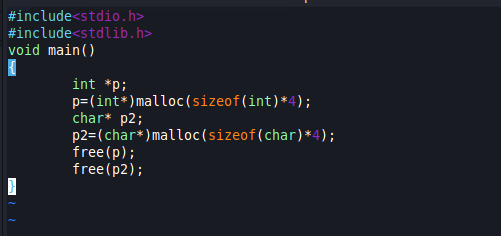 #include<stdio.h>
#include<stdlib.h>
void main()
{
        int *p;
        p=(int*)malloc(sizeof(int)*4);
        char* p2;
        p2=(char*)malloc(sizeof(char)*4);
        free(p);
        free(p2);
}
~
~